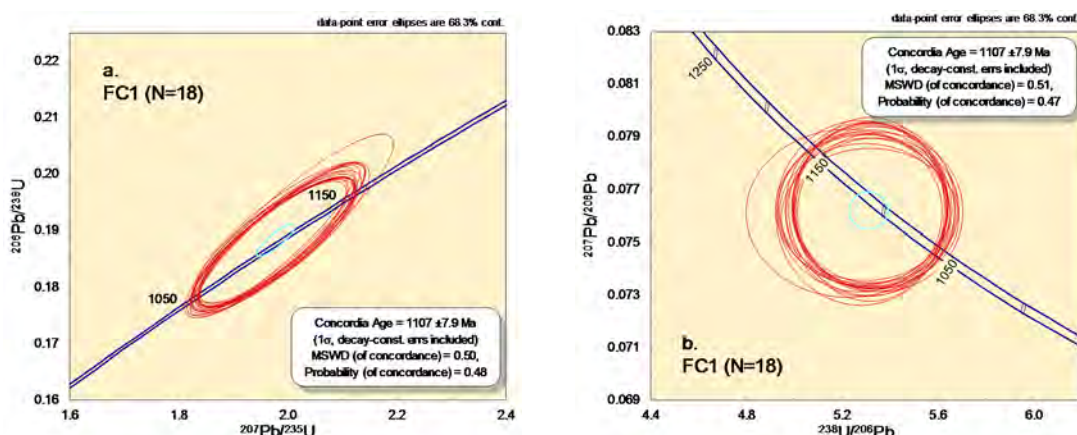 data-point error ellipses are 68.3% conf.
0.22
0.21
0.20
0.19
0.18
0.17
0.16
206Pb/238U
a.
FC1 (N=18)
1150
1050
Concordia Age = 1107 ±7.9 Ma
(1σ, decay-const. errs included)
MSWD (of concordance) = 0.50,
Probability (of concordance) = 0.48
1.6
1.8
2.0
2.2
2.4
207Pb/235U
data-point error ellipses are 68.3% conf
0.083
0.081
0.079
0.077
0.075
0.073
0.071
0.069
207Pb/206Pb
1250
Concordia Age = 1107 ±7.9 Ma
(1σ, decay-const. errs included)
MSWD (of concordance) = 0.51,
Probability (of concordance) = 0.47
1150
1050
b.
FC1 (N=18)
4.4
4.8
5.2
5.6
6.0
238U/206Pb